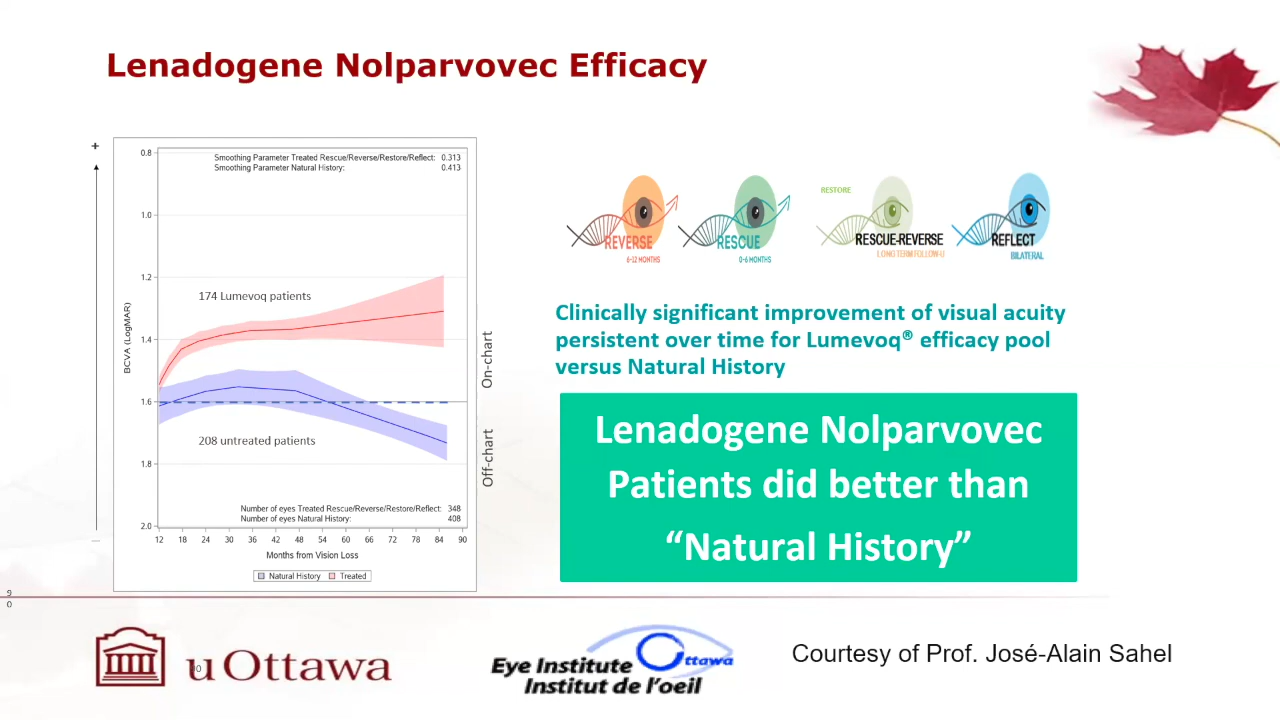 Lenadogene Nolparvovec Efficacy
+
Smoothing Parameter Treated Rescue/Reverse/Restore/Reflect: 0.313
Smoothing Parameter Natural History: 0.413
0.8
1.0
1.2
1.4
1.6
1.8
2.0
BCVA (LogMAR)
174 Lumevoq patients
208 untreated patients
Number of eyes Treated Rescue/Reverse/Restore/Reflect: 348
Number of eyes Natural History: 408
12 18 24 30 36 42 48 54 60 66 72 78 84 90
Months from Vision Loss
Natural History Treated
On-chart
Off-chart
REVERSE
6-12 MONTHS
RESCUE
0-6 MONTHS
RESTORE
RESCUE-REVERSE
LONG TERM FOLLOW-U
REFLECT
BILATERAL
Clinically significant improvement of visual acuity
persistent over time for Lumevoq® efficacy pool
versus Natural History
Lenadogene Nolparvovec
Patients did better than
“Natural History”
9
0
uOttawa
Eye Institute Ottawa
Institut de l'oeil
Courtesy of Prof. José-Alain Sahel